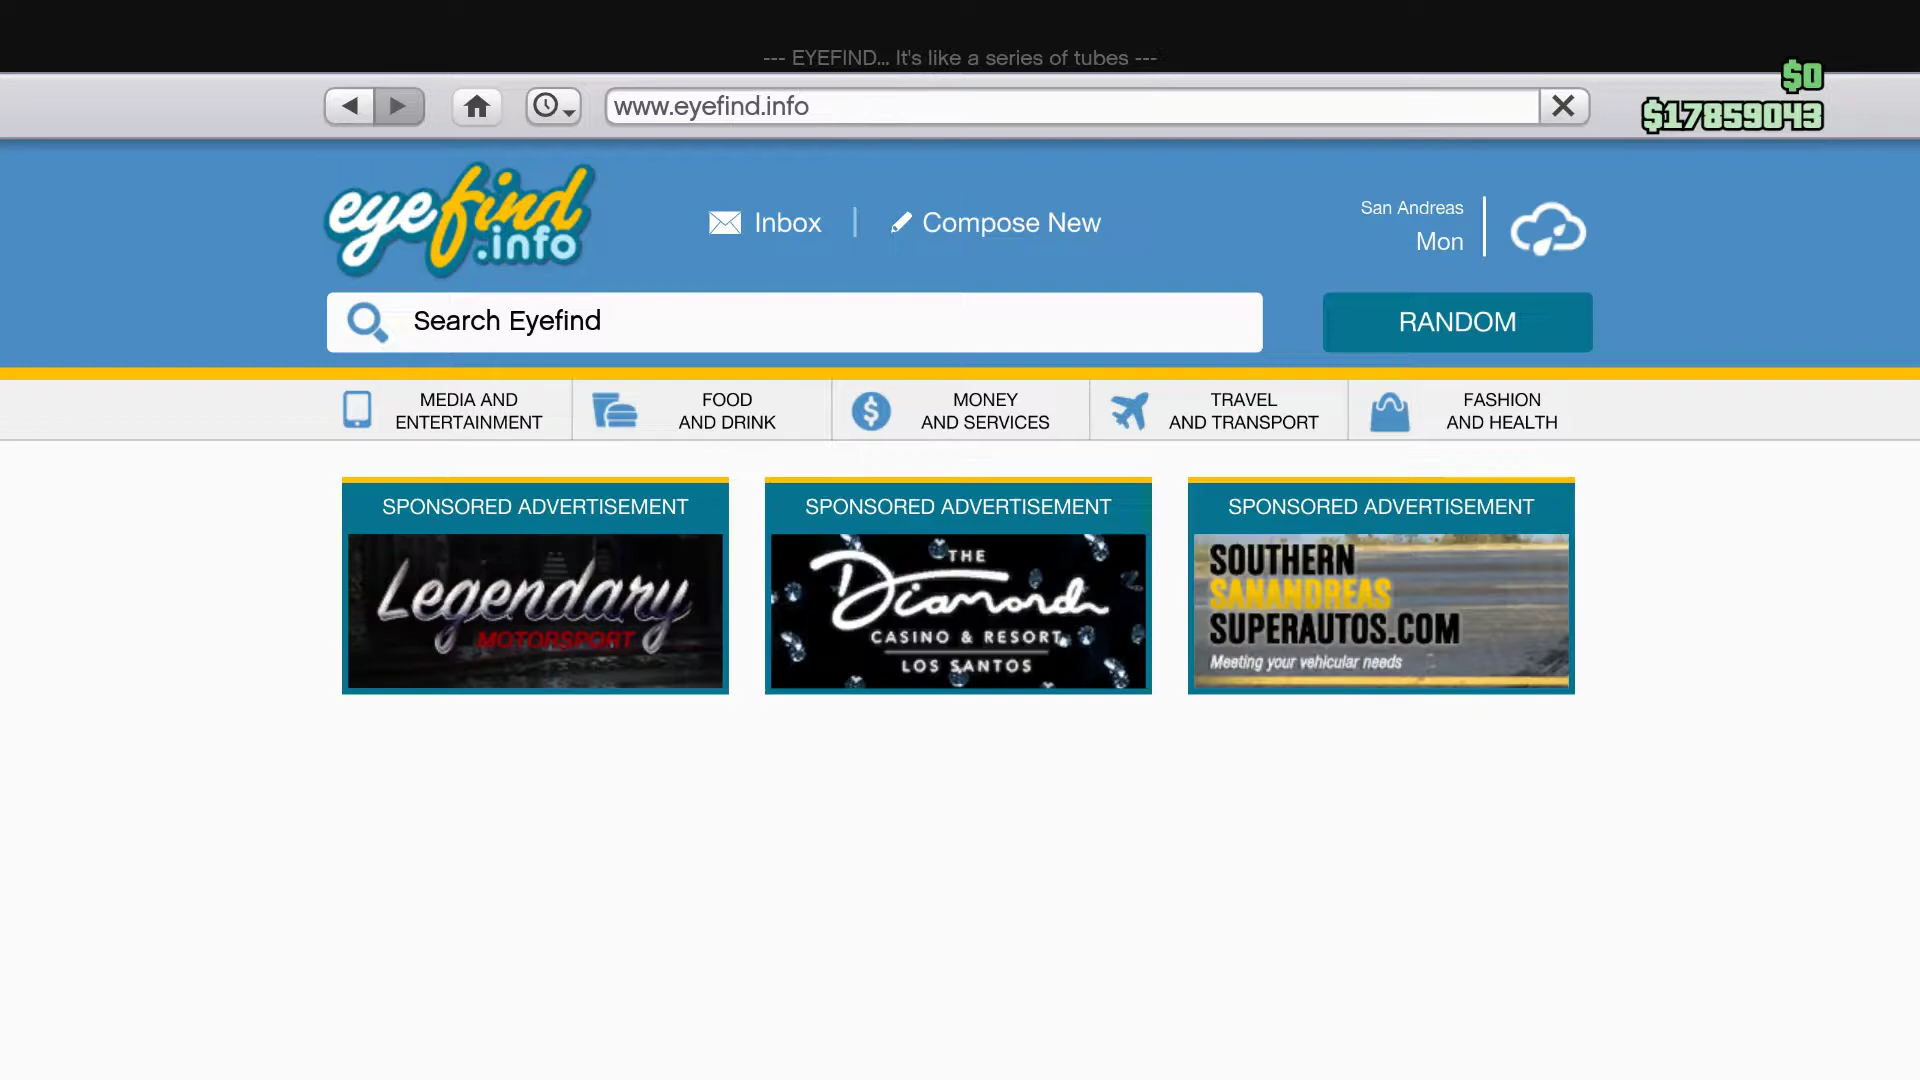 --- EYEFIND... It's like a series of tubes ---
$0
www.eyefind.info
$17859043
eyefind
.info
Inbox
Compose New
San Andreas
Mon
Search Eyefind
RANDOM
MEDIA AND
ENTERTAINMENT
FOOD
AND DRINK
MONEY
AND SERVICES
TRAVEL
AND TRANSPORT
FASHION
AND HEALTH
SPONSORED ADVERTISEMENT
Legendary
MOTORSPORT
SPONSORED ADVERTISEMENT
THE
Diamond
CASINO & RESORT
LOS SANTOS
SPONSORED ADVERTISEMENT
SOUTHERN
SANANDREAS
SUPERAUTOS.COM
Meeting your vehicular needs